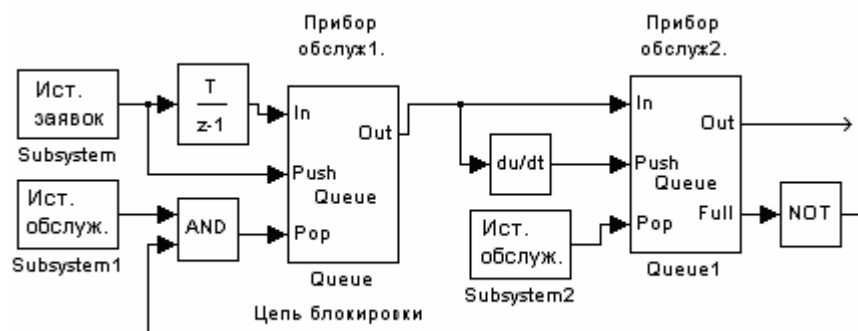 Прибор
обслуж1.
Прибор
обслуж2.
Ист.
заявок
Subsystem
T
z-1
In
Out
Push
Queue
Pop
Queue
Ист.
обслуж.
Subsystem1
AND
Цепь блокировки
du/dt
Ист.
обслуж.
Subsystem2
In
Out
Push
Queue
Full
Pop
Queue1
NOT